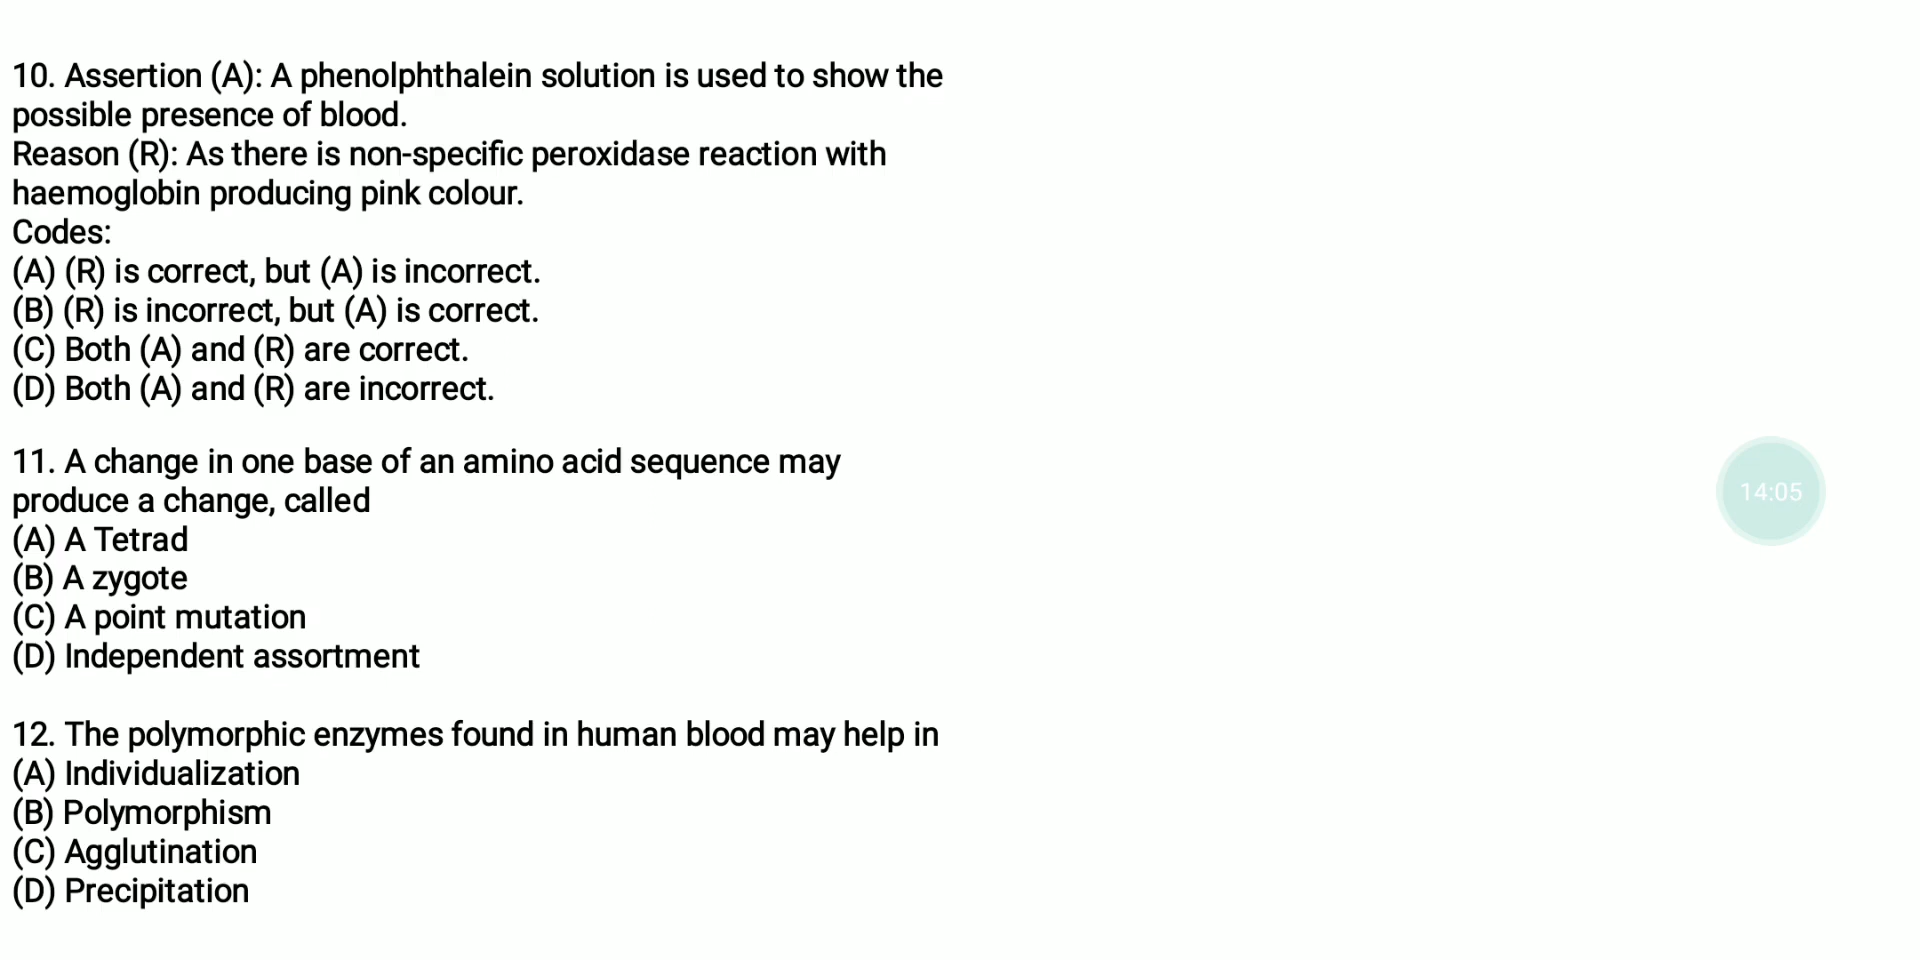 10. Assertion (A): A phenolphthalein solution is used to show the
possible presence of blood.
Reason (R): As there is non-specific peroxidase reaction with
haemoglobin producing pink colour.
Codes:
(A) (R) is correct, but (A) is incorrect.
(B) (R) is incorrect, but (A) is correct.
(C) Both (A) and (R) are correct.
(D) Both (A) and (R) are incorrect.
11. A change in one base of an amino acid sequence may
produce a change, called
(A) A Tetrad
(B) A zygote
(C) A point mutation
(D) Independent assortment
14:05
12. The polymorphic enzymes found in human blood may help in
(A) Individualization
(B) Polymorphism
(C) Agglutination
(D) Precipitation